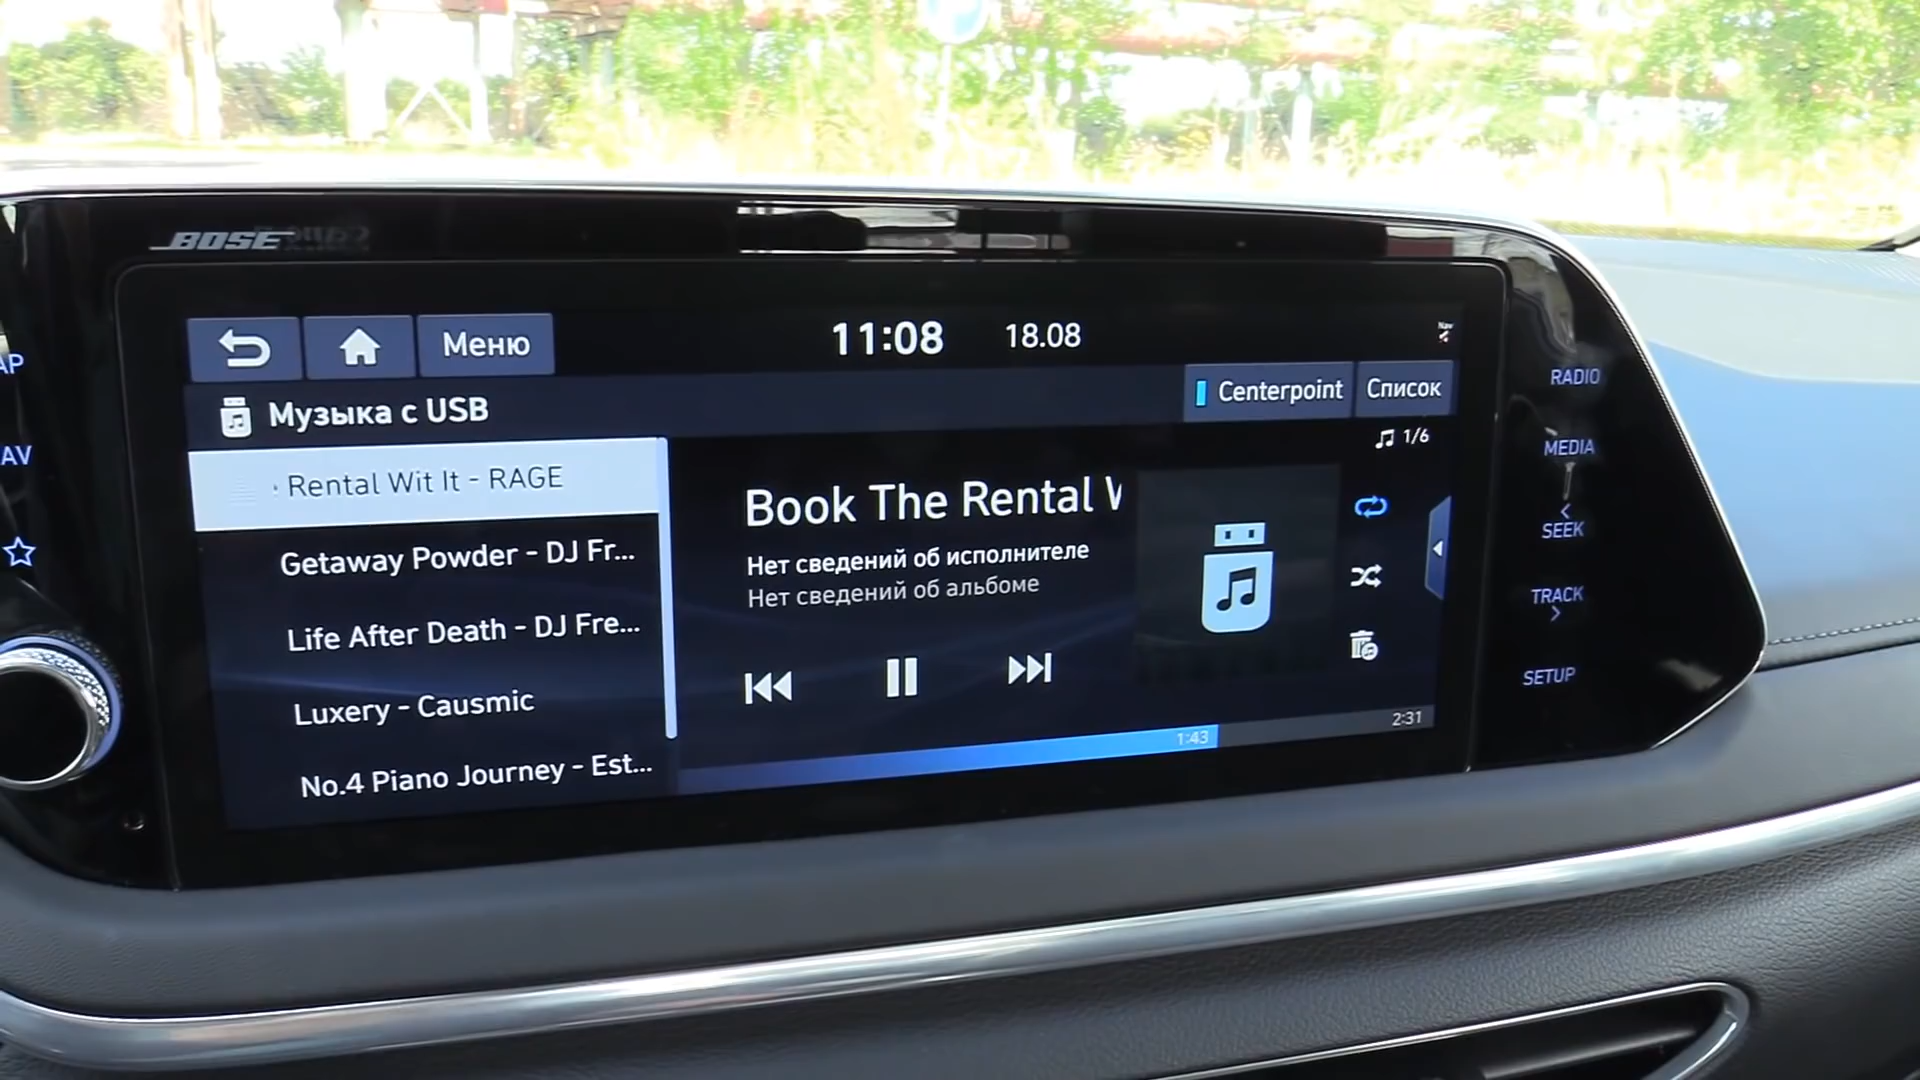 BOSE
Меню
11:08
18.08
Nav
Музыка с USB
Centerpoint
Список
1/6
Rental Wit It - RAGE
Getaway Powder - DJ Fr...
Life After Death - DJ Fre...
Luxery - Causmic
No.4 Piano Journey - Est...
Book The Rental
Нет сведений об исполнителе
Нет сведений об альбоме
1:43
2:31
AP
AV
RADIO
MEDIA
SEEK
TRACK
SETUP